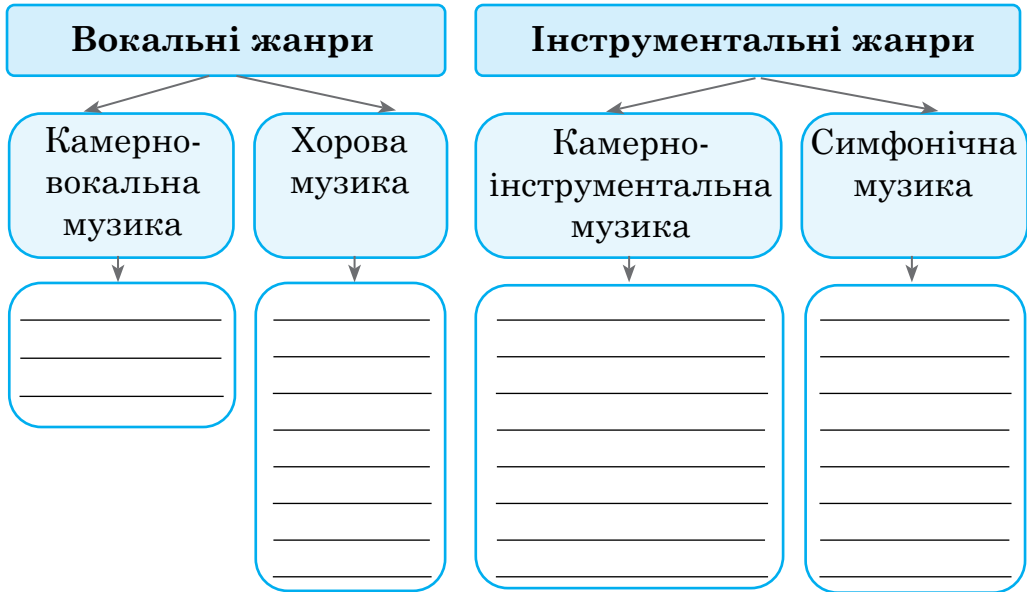 Вокальні жанри
Інструментальні жанри
Камерно-
вокальна
музика
Хорова
музика
Камерно-
інструментальна
музика
Симфонічна
музика